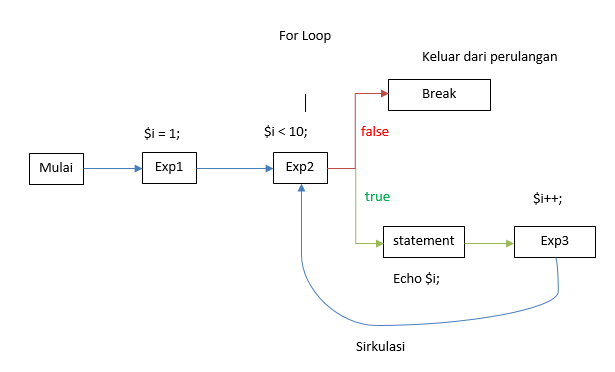 For Loop
Keluar dari perulangan
Break
$i = 1;
$i < 10;
false
Mulai
Exp1
Exp2
true
$i++;
statement
Exp3
Echo $i;
Sirkulasi